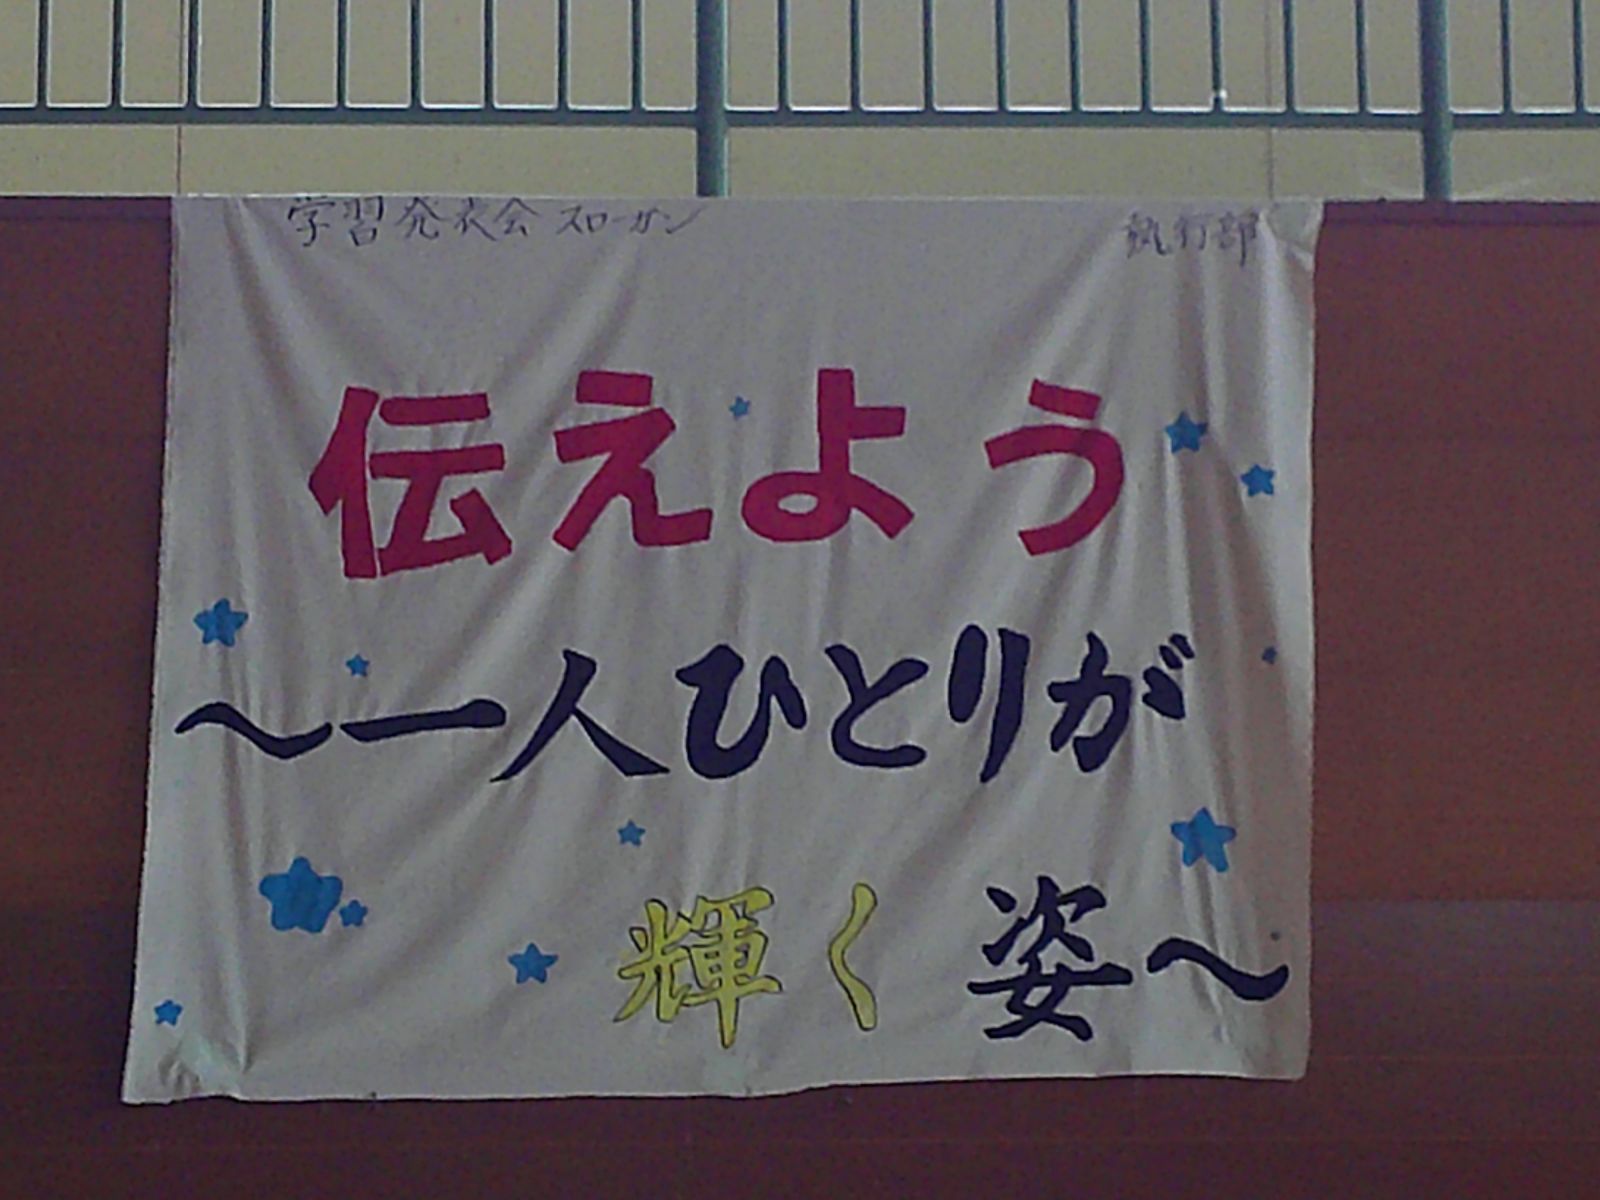 学習発表会 スローガン 執行部
伝えよう
〜一人ひとりが
輝く 姿〜